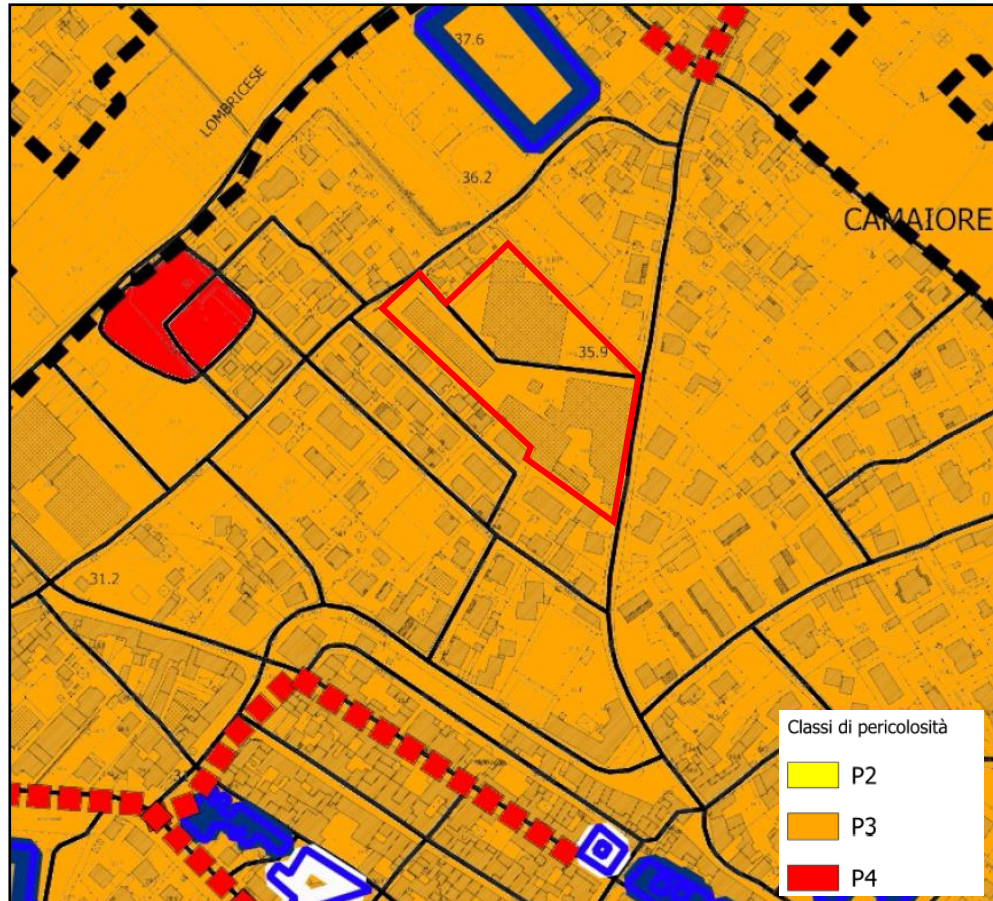 37.6
LOMBRICESE
36.2
CAMAIORE
35.9
31.2
Classi di pericolosità
P2
P3
P4